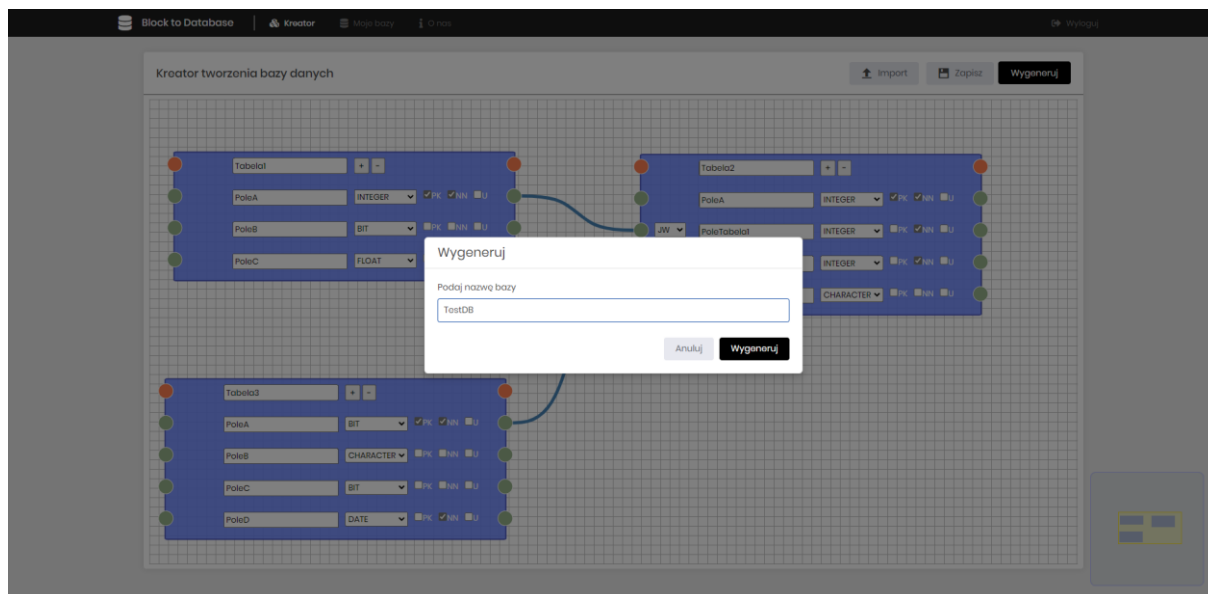 Block to Database Kreator Moje bazy O nas Wyloguj
Kreator tworzenia bazy danych Import Zapisz Wygeneruj
Tabela1 + -
PoleA INTEGER PK NN U
PoleB BIT PK NN U
PoleC FLOAT
Tabela2 + -
PoleA INTEGER PK NN U
JW PoleTabela1 INTEGER PK NN U
INTEGER PK NN U
CHARACTER PK NN U
Wygeneruj
Podaj nazwę bazy
TestDB
Anuluj Wygeneruj
Tabela3 + -
PoleA BIT PK NN U
PoleB CHARACTER PK NN U
PoleC BIT PK NN U
PoleD DATE PK NN U